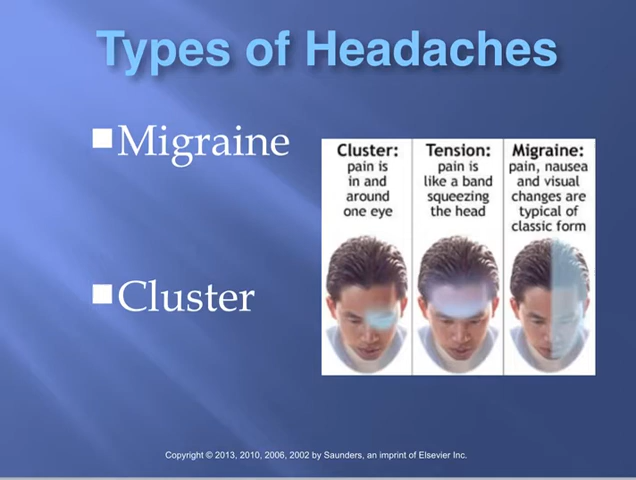 Types of Headaches
■Migraine
■Cluster
Cluster:
pain is
in and
around
one eye
Tension:
pain is
like a band
squeezing
the head
Migraine:
pain, nausea
and visual
changes are
typical of
classic form
Copyright © 2013, 2010, 2006, 2002 by Saunders, an imprint of Elsevier Inc.